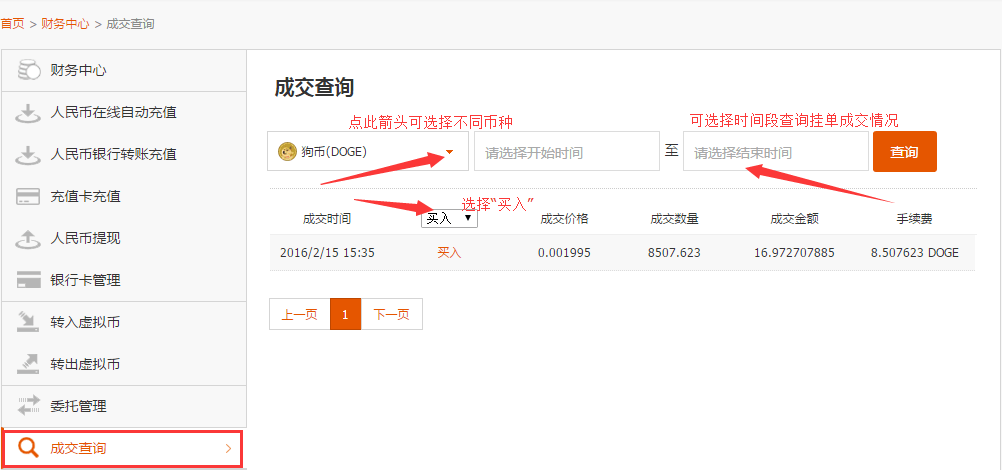 首页 > 财务中心 > 成交查询
财务中心
人民币在线自动充值
人民币银行转账充值
充值卡充值
人民币提现
银行卡管理
转入虚拟币
转出虚拟币
委托管理
成交查询
成交查询
点此箭头可选择不同币种
可选择时间段查询挂单成交情况
狗币(DOGE) 请选择开始时间 至 请选择结束时间 查询
选择“买入”
成交时间 买入 成交价格 成交数量 成交金额 手续费
2016/2/15 15:35 买入 0.001995 8507.623 16.972707885 8.507623 DOGE
上一页 1 下一页